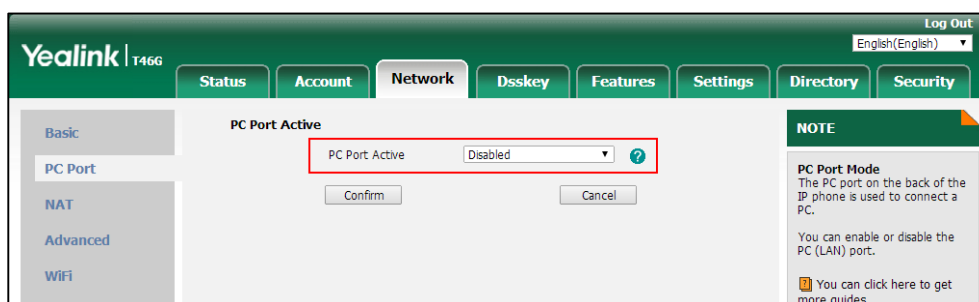 Log Out
English(English)
Yealink T46G
Status Account Network Dsskey Features Settings Directory Security
Basic
PC Port
NAT
Advanced
WiFi
PC Port Active
PC Port Active Disabled ?
Confirm Cancel
NOTE
PC Port Mode
The PC port on the back of the
IP phone is used to connect a
PC.
You can enable or disable the
PC (LAN) port.
? You can click here to get
more guides.